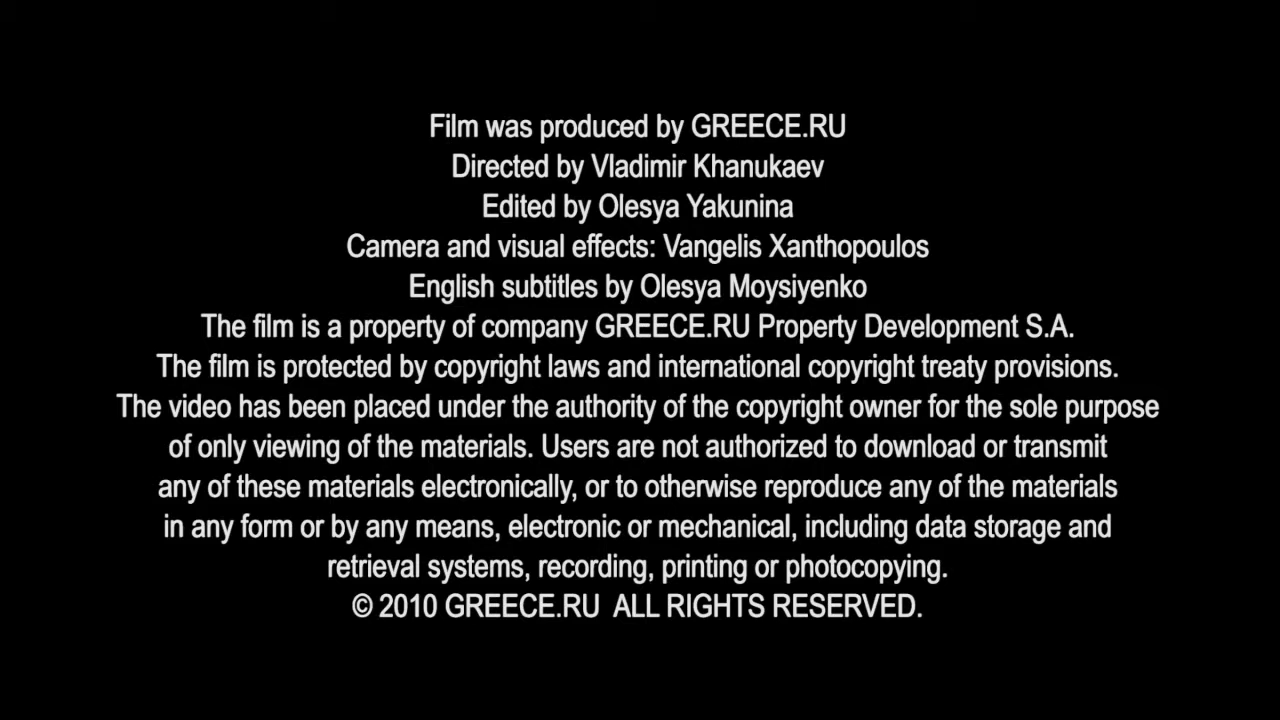 Film was produced by GREECE.RU
Directed by Vladimir Khanukaev
Edited by Olesya Yakunina
Camera and visual effects: Vangelis Xanthopoulos
English subtitles by Olesya Moysiyenko
The film is a property of company GREECE.RU Property Development S.A.
The film is protected by copyright laws and international copyright treaty provisions.
The video has been placed under the authority of the copyright owner for the sole purpose
of only viewing of the materials. Users are not authorized to download or transmit
any of these materials electronically, or to otherwise reproduce any of the materials
in any form or by any means, electronic or mechanical, including data storage and
retrieval systems, recording, printing or photocopying.
© 2010 GREECE.RU  ALL RIGHTS RESERVED.